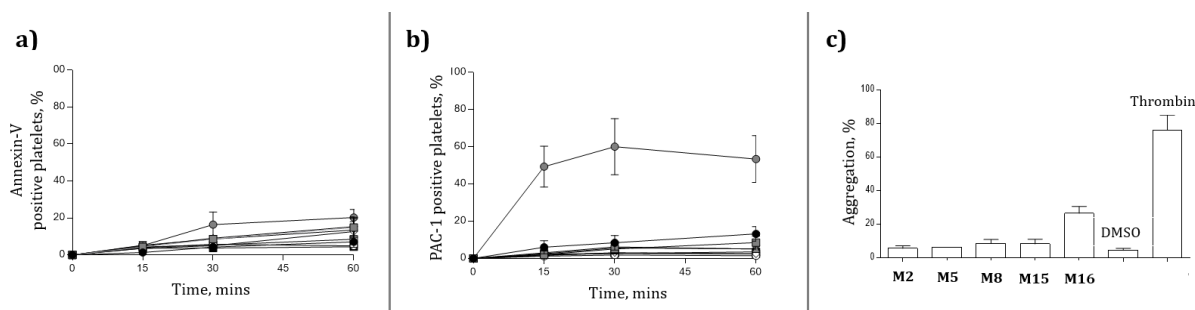 a)
00
80
60
40
20
0
Annexin-V
positive platelets, %
0 15 30 45 60
Time, mins
b)
100
80
60
40
20
0
PAC-1 positive platelets, %
0 15 30 45 60
Time, mins
c)
100
80
60
40
20
0
Aggregation, %
Thrombin
DMSO
M2 M5 M8 M15 M16